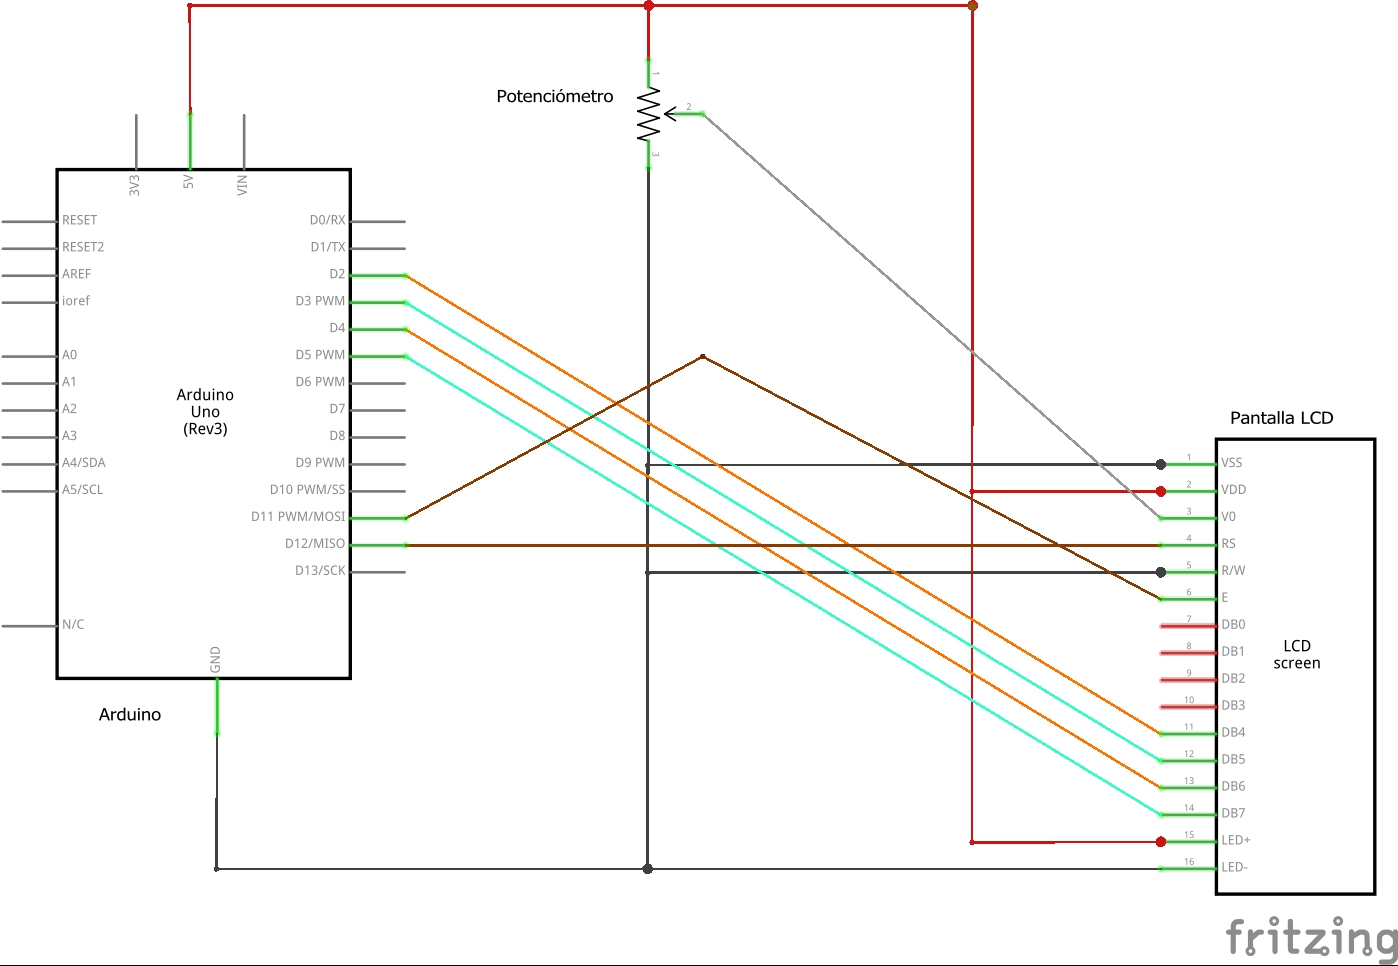 1
Potenciómetro
2
3
3V3
5V
VIN
RESET
RESET2
AREF
ioref
A0
A1
A2
A3
A4/SDA
A5/SCL
N/C
D0/RX
D1/TX
D2
D3 PWM
D4
D5 PWM
D6 PWM
D7
D8
D9 PWM
D10 PWM/SS
D11 PWM/MOSI
D12/MISO
D13/SCK
Arduino
Uno
(Rev3)
GND
Arduino
Pantalla LCD
1 VSS
2 VDD
3 V0
4 RS
5 R/W
6 E
7 DB0
8 DB1
9 DB2
10 DB3
11 DB4
12 DB5
13 DB6
14 DB7
15 LED+
16 LED-
LCD
screen
fritzing